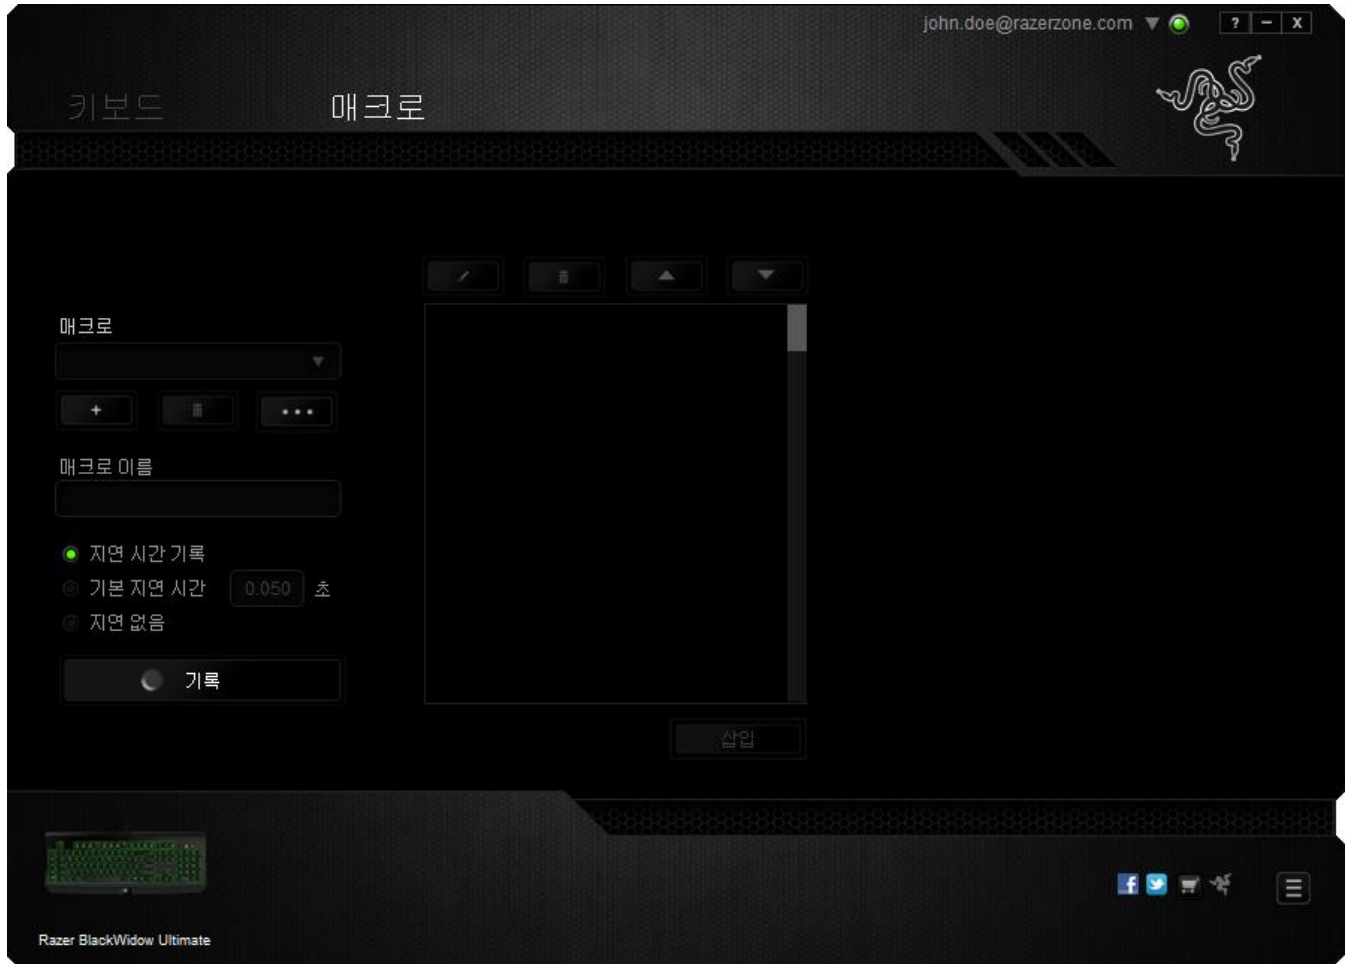 john.doe@razerzone.com
? − X
키보드 매크로
매크로
매크로 이름
지연 시간 기록
기본 지연 시간 0.050 초
지연 없음
기록
삽입
Razer BlackWidow Ultimate